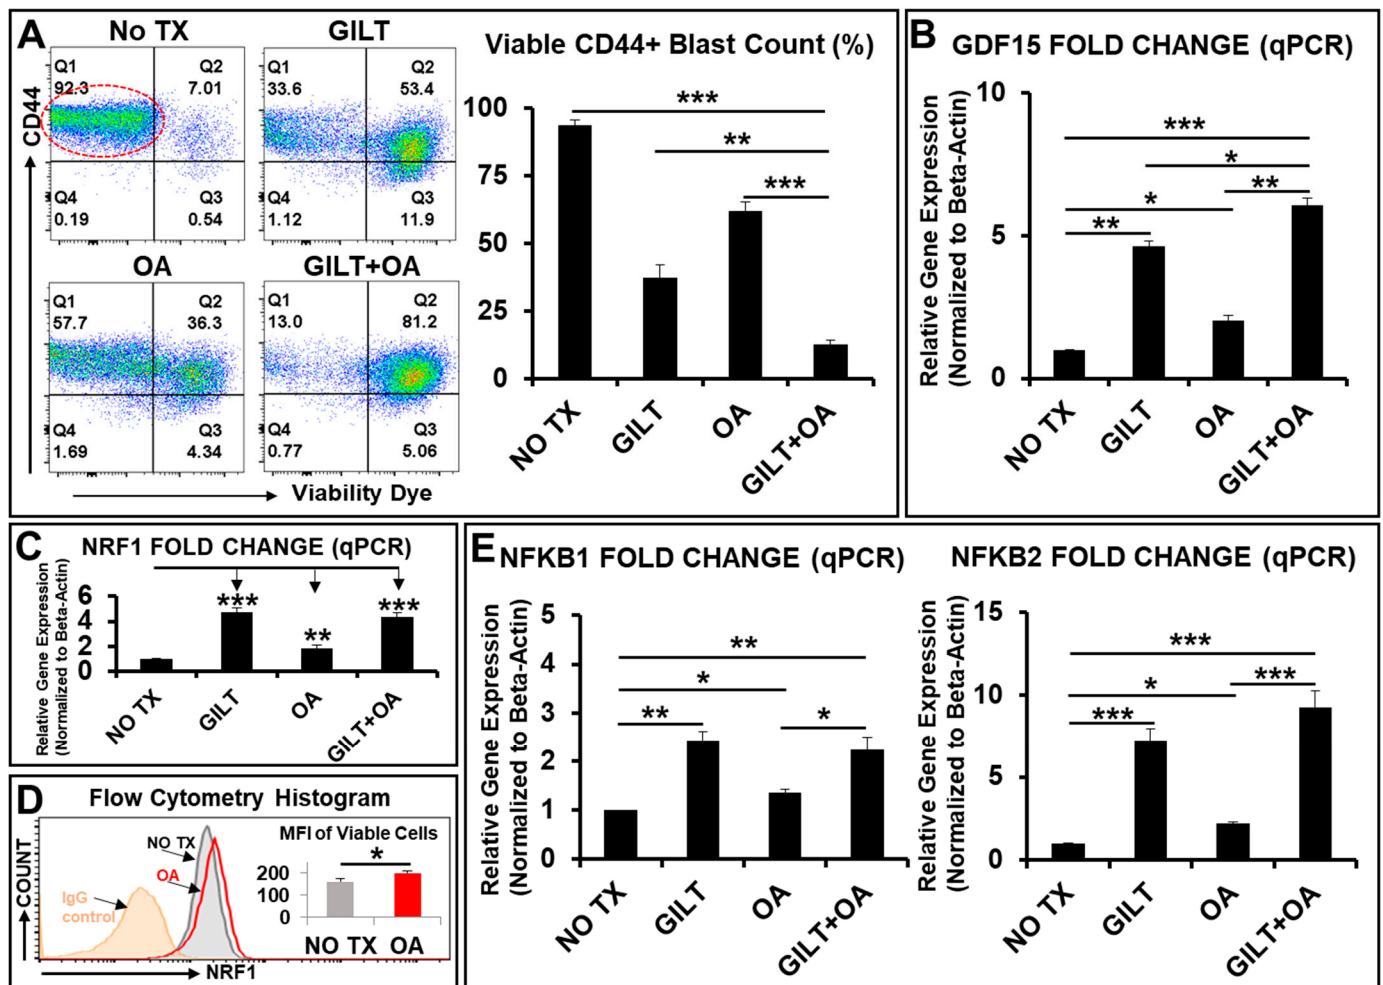 A
No TX
GILT
Q1
92.3
Q2
7.01
Q4
0.19
Q3
0.54
Q1
33.6
Q2
53.4
Q4
1.12
Q3
11.9
OA
GILT+OA
Q1
57.7
Q2
36.3
Q4
1.69
Q3
4.34
Q1
13.0
Q2
81.2
Q4
0.77
Q3
5.06
CD44
Viability Dye
Viable CD44+ Blast Count (%)
100
75
50
25
0
***
**
***
NO TX
GILT
OA
GILT+OA
B
GDF15 FOLD CHANGE (qPCR)
Relative Gene Expression
(Normalized to Beta-Actin)
10
5
0
***
*
**
*
**
NO TX
GILT
OA
GILT+OA
C
NRF1 FOLD CHANGE (qPCR)
Relative Gene Expression
(Normalized to Beta-Actin)
6
4
2
0
***
**
***
NO TX
GILT
OA
GILT+OA
D
Flow Cytometry Histogram
COUNT
NRF1
NO TX
OA
IgG
control
MFI of Viable Cells
*
200
100
0
NO TX
OA
E
NFKB1 FOLD CHANGE (qPCR)
Relative Gene Expression
(Normalized to Beta-Actin)
5
4
3
2
1
0
**
*
**
*
NO TX
GILT
OA
GILT+OA
NFKB2 FOLD CHANGE (qPCR)
Relative Gene Expression
(Normalized to Beta-Actin)
15
10
5
0
***
***
*
***
NO TX
GILT
OA
GILT+OA